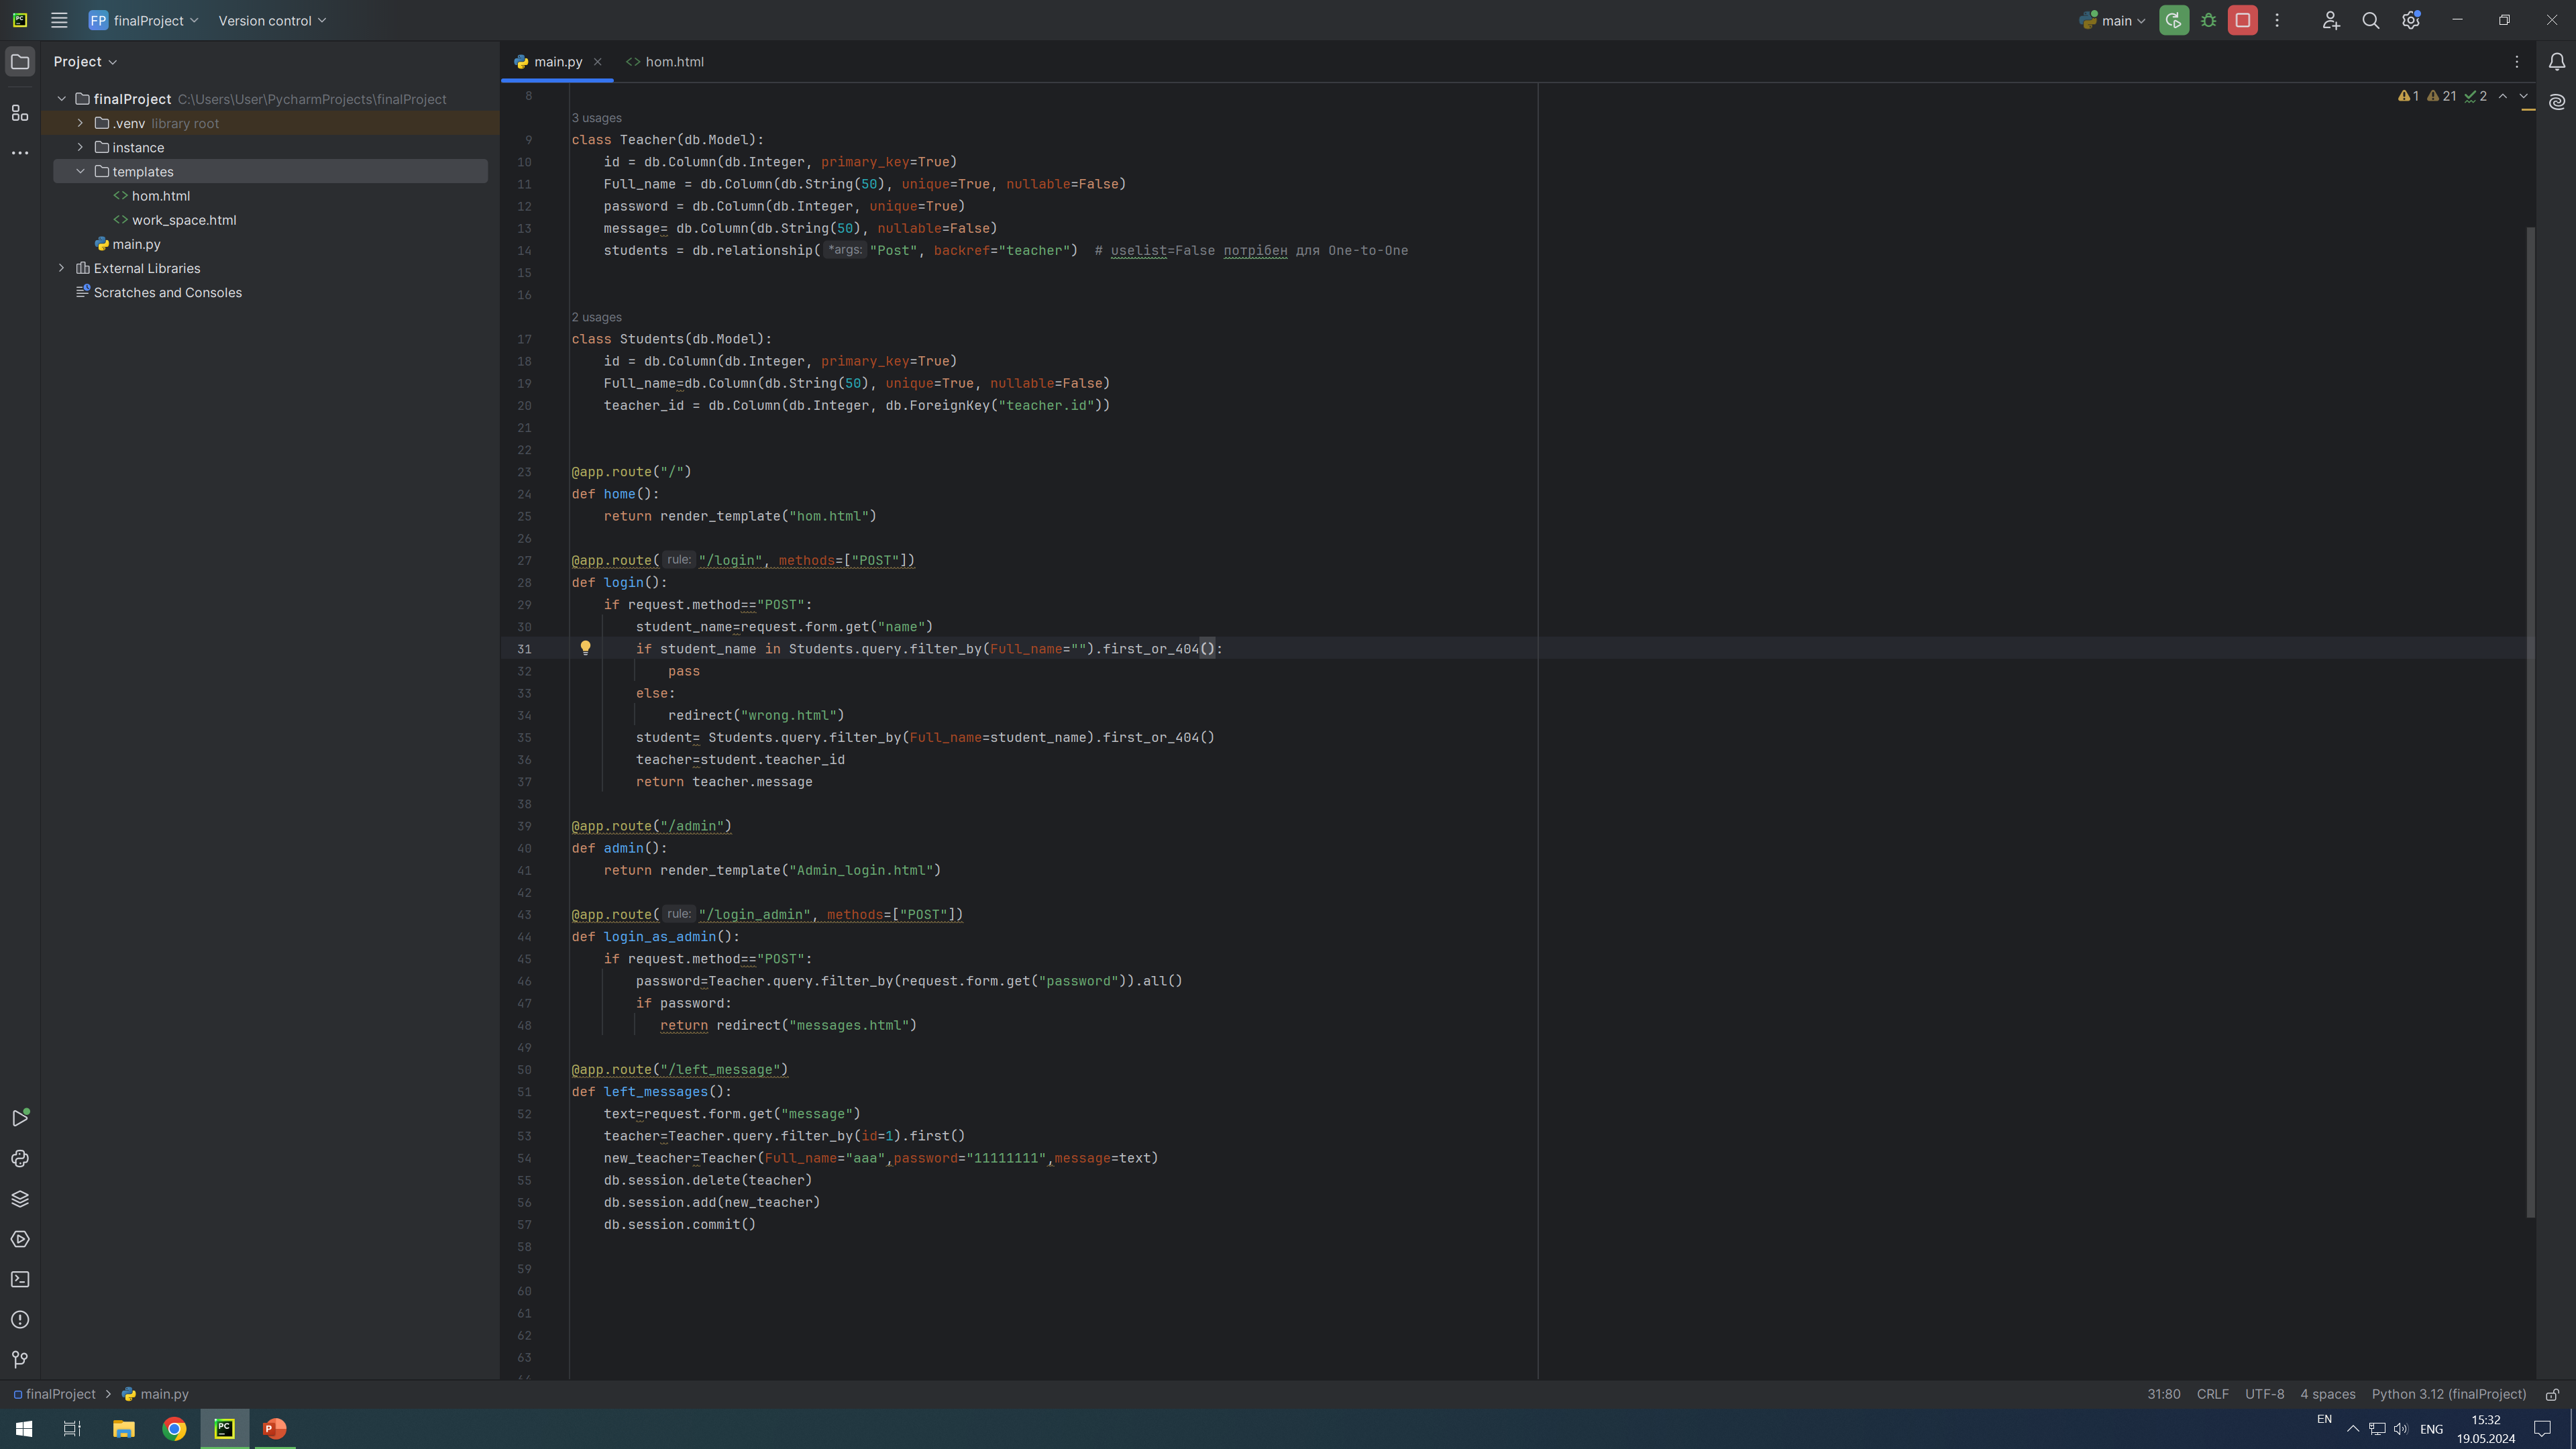 PC
FP finalProject Version control
main
Project
main.py
hom.html
finalProject C:\Users\User\PycharmProjects\finalProject
.venv library root
instance
templates
hom.html
work_space.html
main.py
External Libraries
Scratches and Consoles
1 21 2
8
3 usages
9 class Teacher(db.Model):
10 id = db.Column(db.Integer, primary_key=True)
11 Full_name = db.Column(db.String(50), unique=True, nullable=False)
12 password = db.Column(db.Integer, unique=True)
13 message= db.Column(db.String(50), nullable=False)
14 students = db.relationship( *args: "Post", backref="teacher") # uselist=False потрібен для One-to-One
15
16
2 usages
17 class Students(db.Model):
18 id = db.Column(db.Integer, primary_key=True)
19 Full_name=db.Column(db.String(50), unique=True, nullable=False)
20 teacher_id = db.Column(db.Integer, db.ForeignKey("teacher.id"))
21
22
23 @app.route("/")
24 def home():
25 return render_template("hom.html")
26
27 @app.route( rule: "/login", methods=["POST"])
28 def login():
29 if request.method=="POST":
30 student_name=request.form.get("name")
31 if student_name in Students.query.filter_by(Full_name="").first_or_404():
32 pass
33 else:
34 redirect("wrong.html")
35 student= Students.query.filter_by(Full_name=student_name).first_or_404()
36 teacher=student.teacher_id
37 return teacher.message
38
39 @app.route("/admin")
40 def admin():
41 return render_template("Admin_login.html")
42
43 @app.route( rule: "/login_admin", methods=["POST"])
44 def login_as_admin():
45 if request.method=="POST":
46 password=Teacher.query.filter_by(request.form.get("password")).all()
47 if password:
48 return redirect("messages.html")
49
50 @app.route("/left_message")
51 def left_messages():
52 text=request.form.get("message")
53 teacher=Teacher.query.filter_by(id=1).first()
54 new_teacher=Teacher(Full_name="aaa",password="11111111",message=text)
55 db.session.delete(teacher)
56 db.session.add(new_teacher)
57 db.session.commit()
58
59
60
61
62
63
finalProject main.py
31:80 CRLF UTF-8 4 spaces Python 3.12 (finalProject)
PC
P
EN
ENG
15:32
19.05.2024